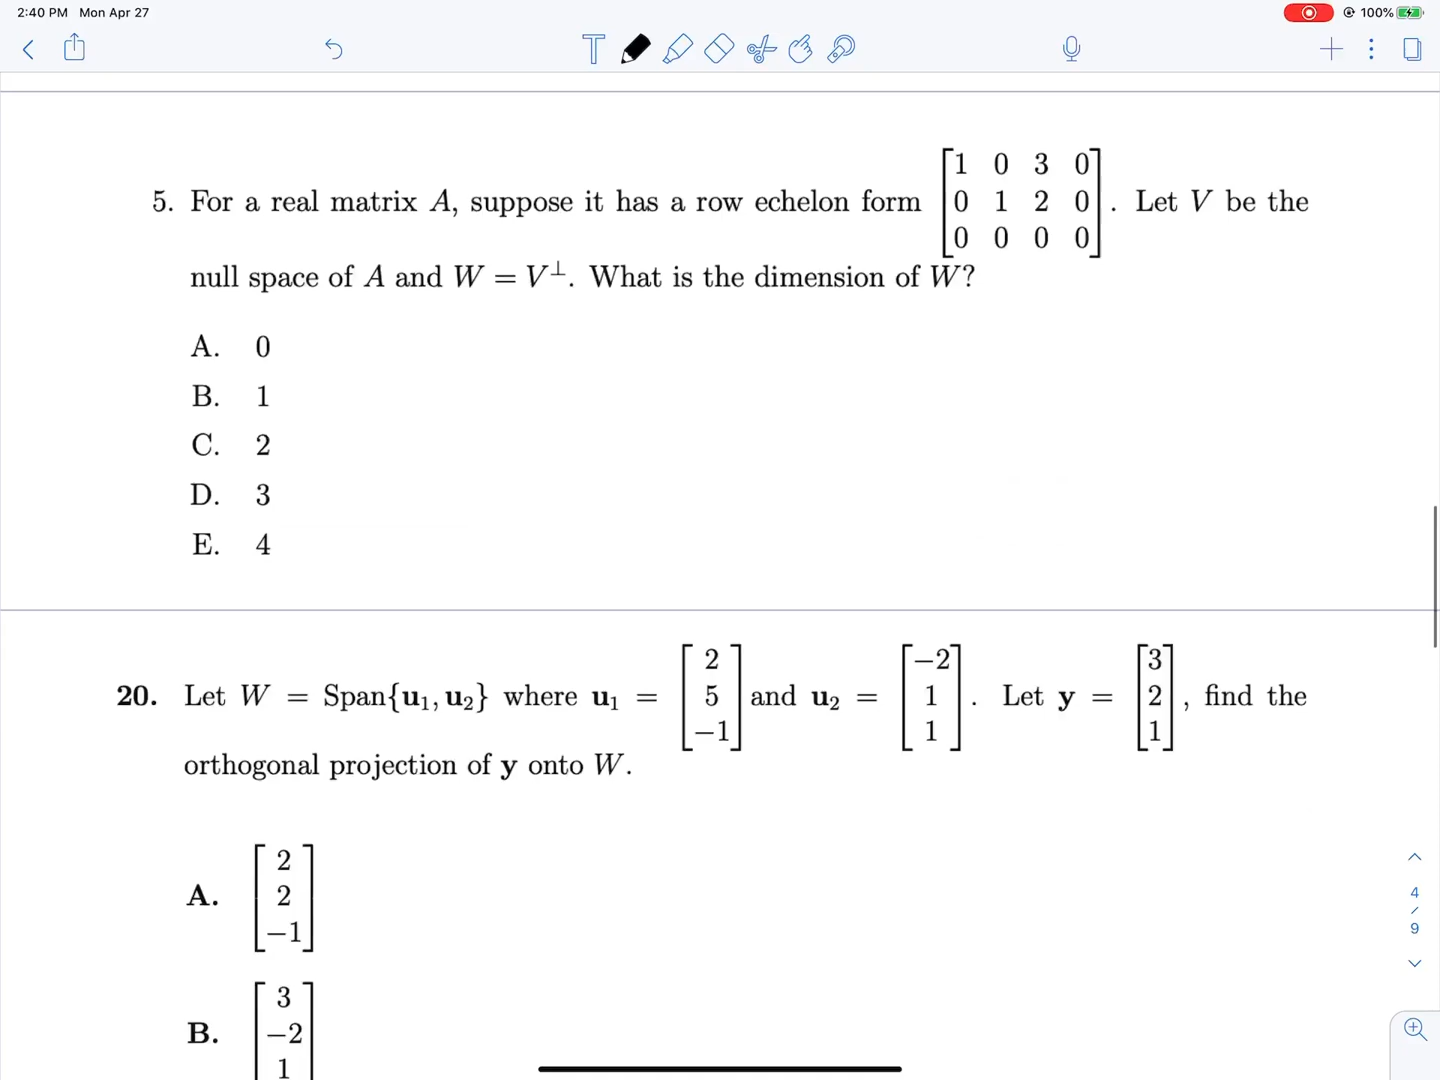 2:40 PM Mon Apr 27
100%
5. For a real matrix A, suppose it has a row echelon form [1 0 3 0; 0 1 2 0; 0 0 0 0]. Let V be the
null space of A and W = V⊥. What is the dimension of W?
A. 0
B. 1
C. 2
D. 3
E. 4
20. Let W = Span{u₁, u₂} where u₁ = [2; 5; −1] and u₂ = [−2; 1; 1]. Let y = [3; 2; 1], find the
orthogonal projection of y onto W.
A. [2; 2; −1]
B. [3; −2; 1]
4
/
9